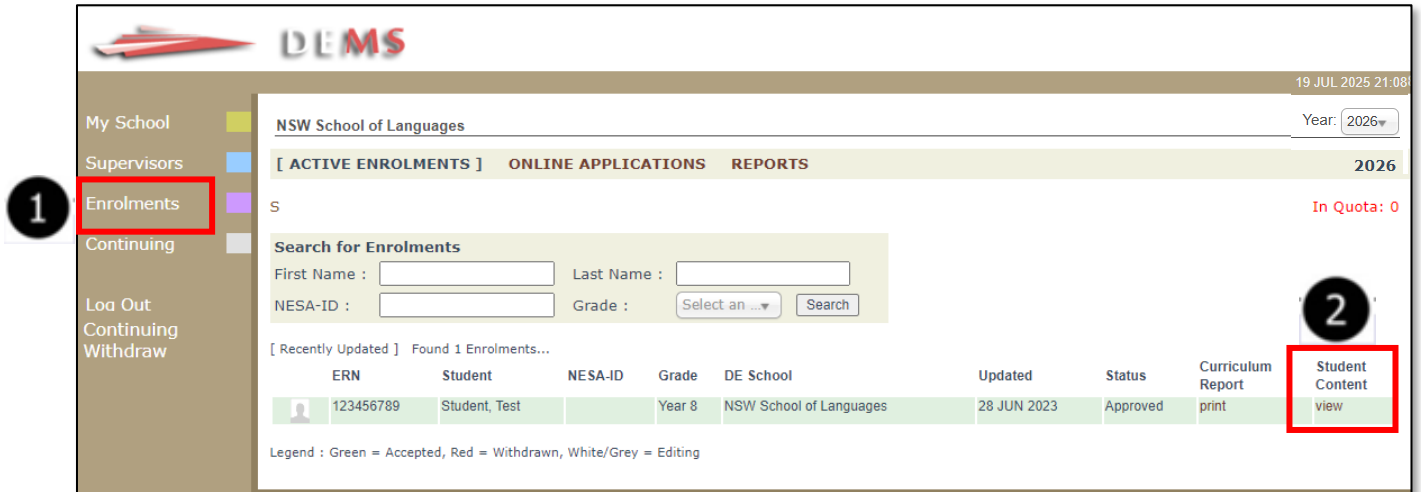 DEMS
19 JUL 2025 21:08
My School
NSW School of Languages
Year: 2026
Supervisors
[ ACTIVE ENROLMENTS ] ONLINE APPLICATIONS REPORTS 2026
1
Enrolments
S
In Quota: 0
Continuing
Search for Enrolments
First Name :
Last Name :
NESA-ID :
Grade :
Select an ...
Search
Log Out
Continuing
Withdraw
2
[ Recently Updated ] Found 1 Enrolments...
ERN Student NESA-ID Grade DE School Updated Status Curriculum Report Student Content
123456789 Student, Test Year 8 NSW School of Languages 28 JUN 2023 Approved print view
Legend : Green = Accepted, Red = Withdrawn, White/Grey = Editing